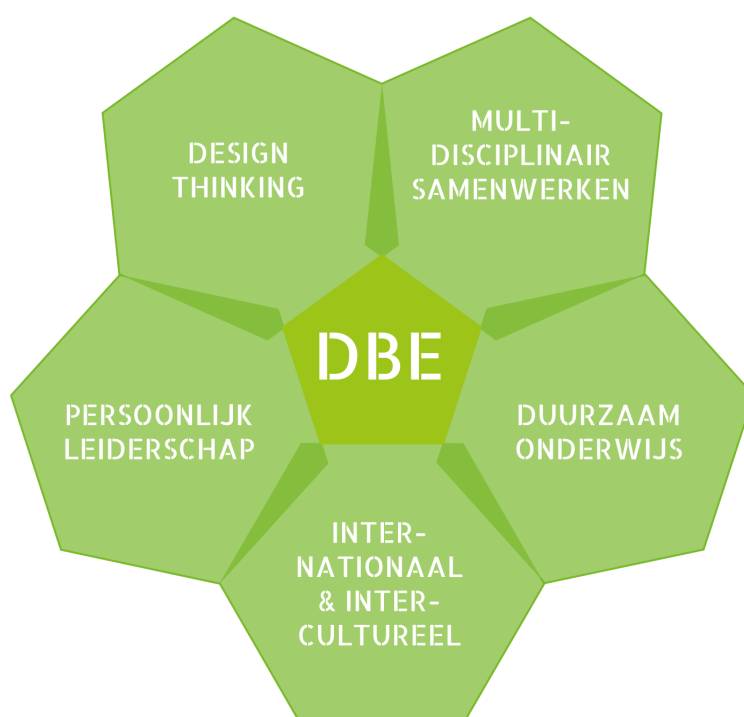 DESIGN
THINKING
MULTI-
DISCIPLINAIR
SAMENWERKEN
DBE
PERSOONLIJK
LEIDERSCHAP
DUURZAAM
ONDERWIJS
INTER-
NATIONAAL
& INTER-
CULTUREEL